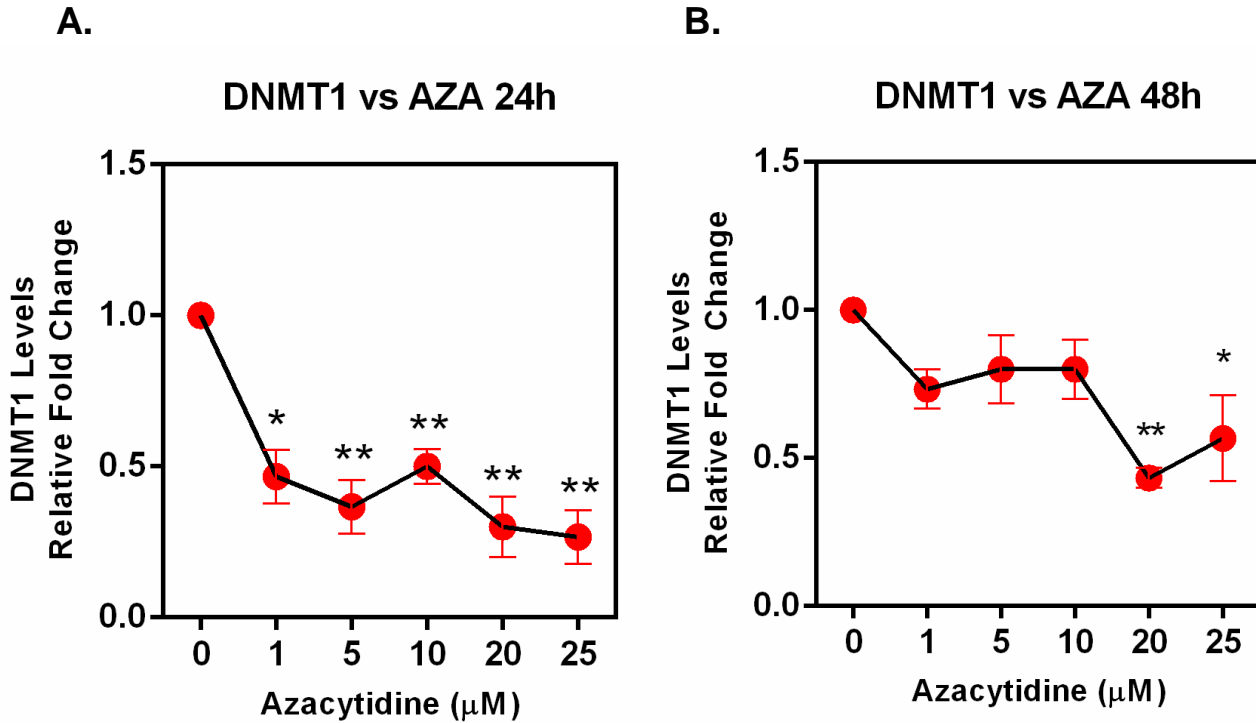 A.
DNMT1 vs AZA 24h
DNMT1 Levels
Relative Fold Change
1.5
1.0
0.5
0.0
*
**
**
**
**
0 1 5 10 20 25
Azacytidine (μM)
B.
DNMT1 vs AZA 48h
DNMT1 Levels
Relative Fold Change
1.5
1.0
0.5
0.0
**
*
0 1 5 10 20 25
Azacytidine (μM)